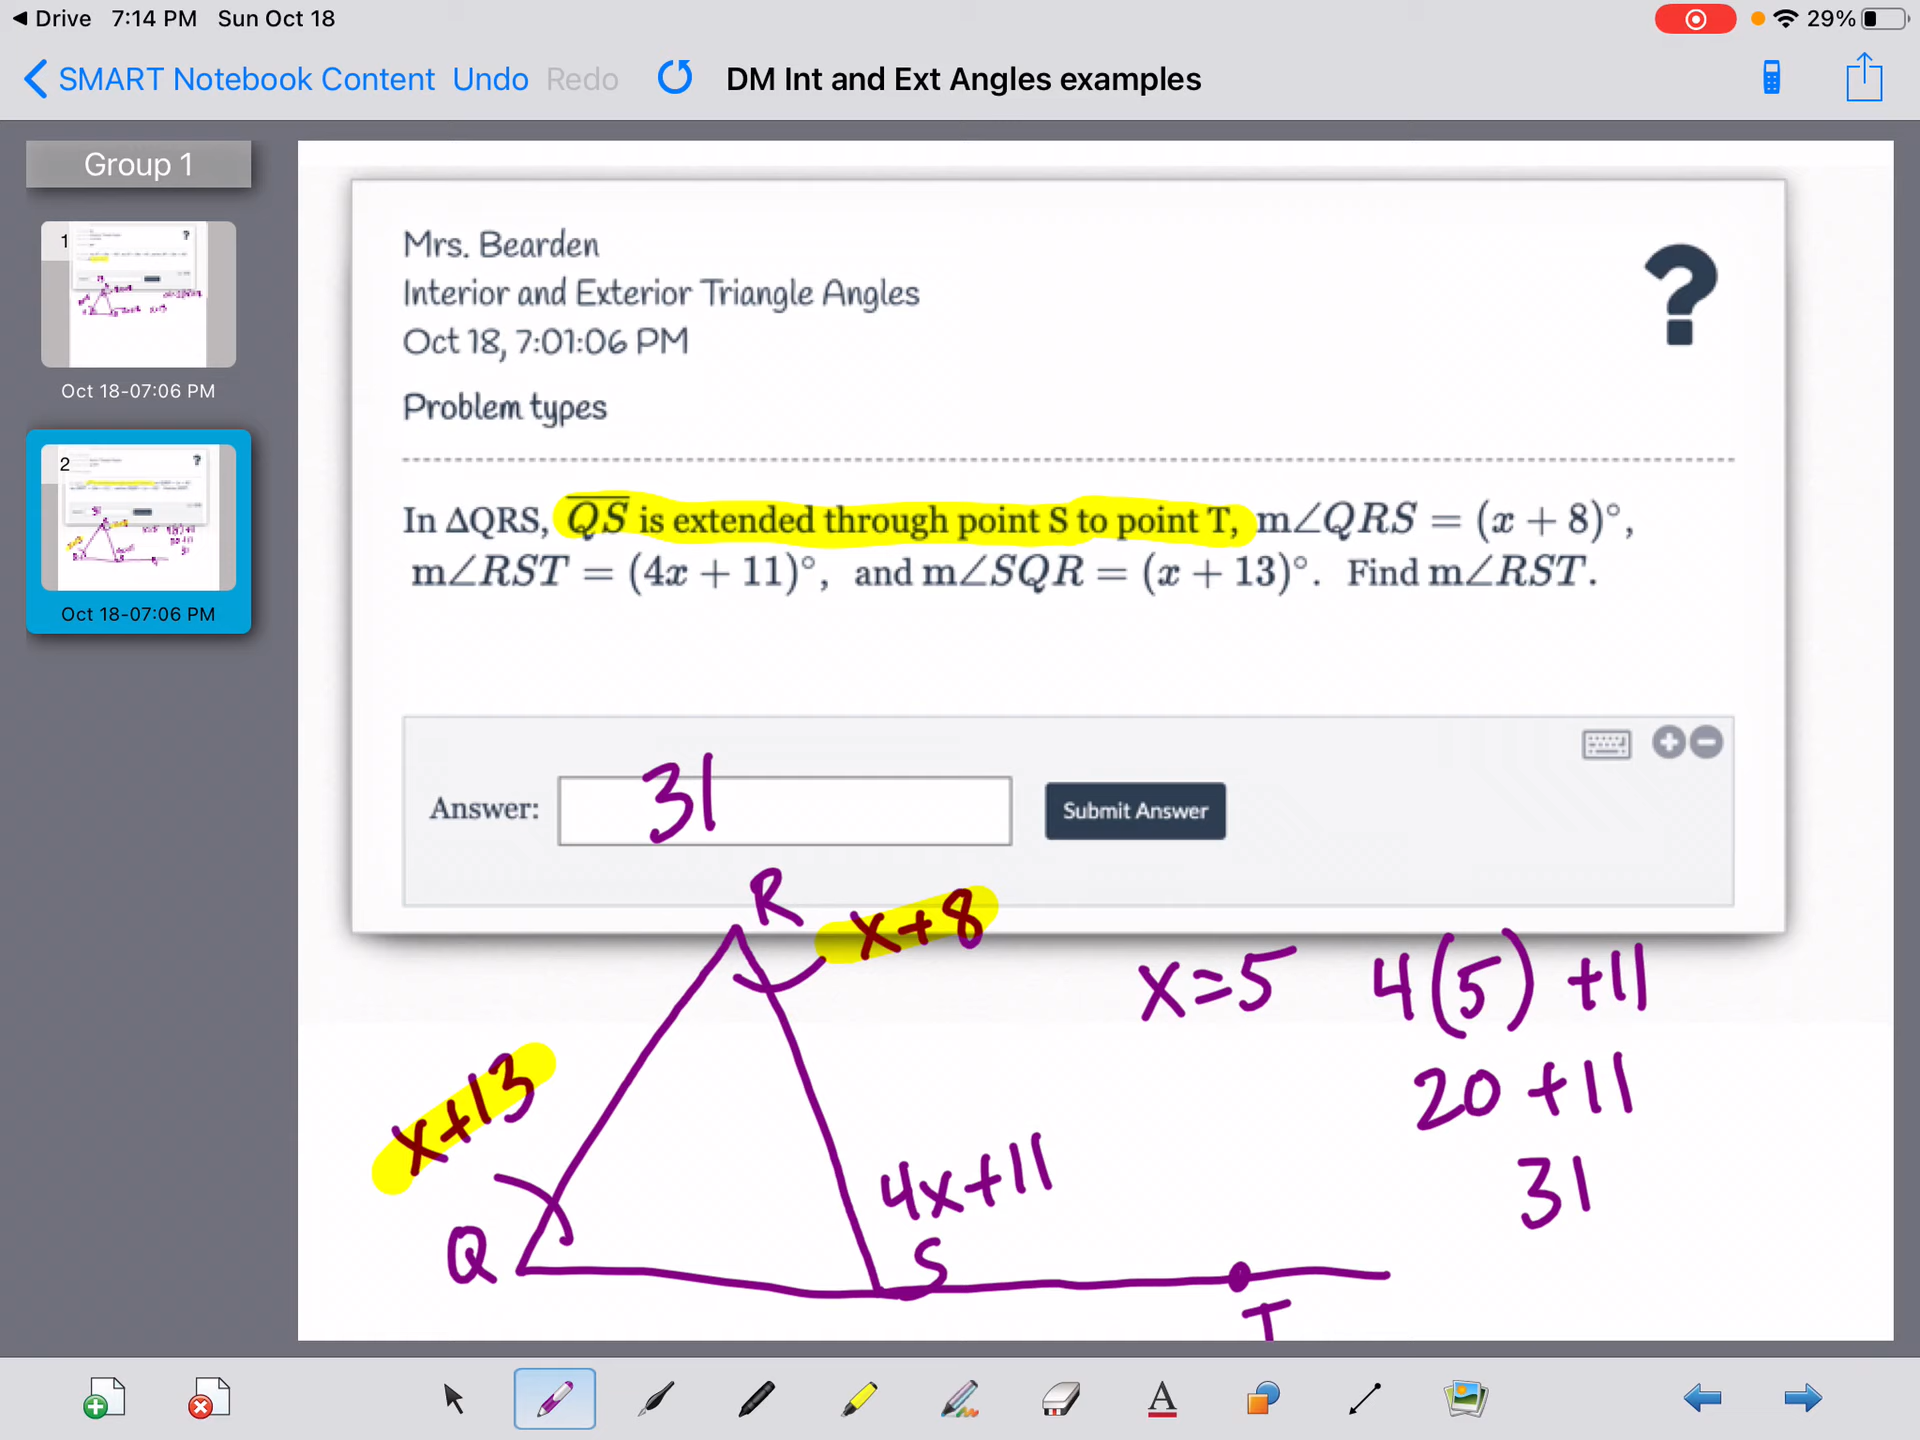 Drive 7:14 PM Sun Oct 18 29%
SMART Notebook Content Undo Redo DM Int and Ext Angles examples
Group 1
1
Oct 18-07:06 PM
2
Oct 18-07:06 PM
Mrs. Bearden
Interior and Exterior Triangle Angles
Oct 18, 7:01:06 PM
?
Problem types
In ΔQRS, \overline{QS} is extended through point S to point T, m∠QRS = (x + 8)°,
m∠RST = (4x + 11)°, and m∠SQR = (x + 13)°. Find m∠RST.
Answer: 31 Submit Answer
R
x+8
x=5 4(5) +11
x+13
20 +11
4x+11
31
Q
S
T
A